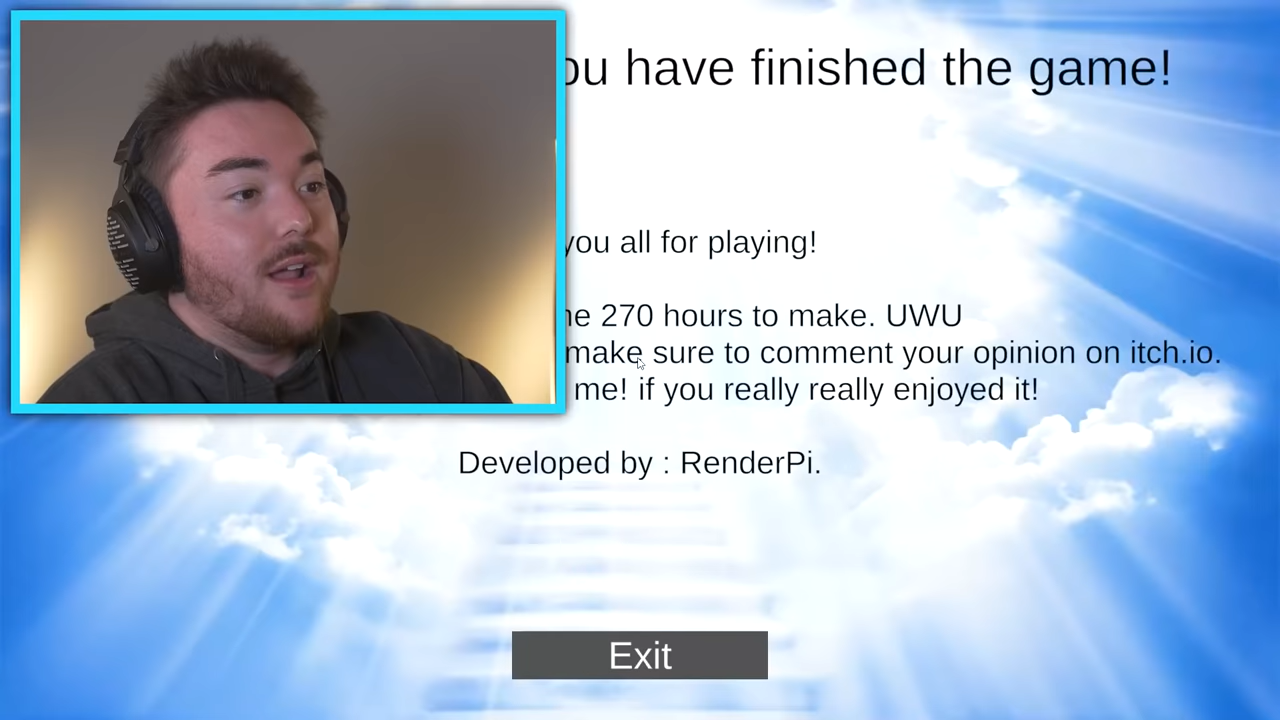 ou have finished the game!
you all for playing!
me 270 hours to make. UWU
make sure to comment your opinion on itch.io.
me! if you really really enjoyed it!
Developed by : RenderPi.
Exit